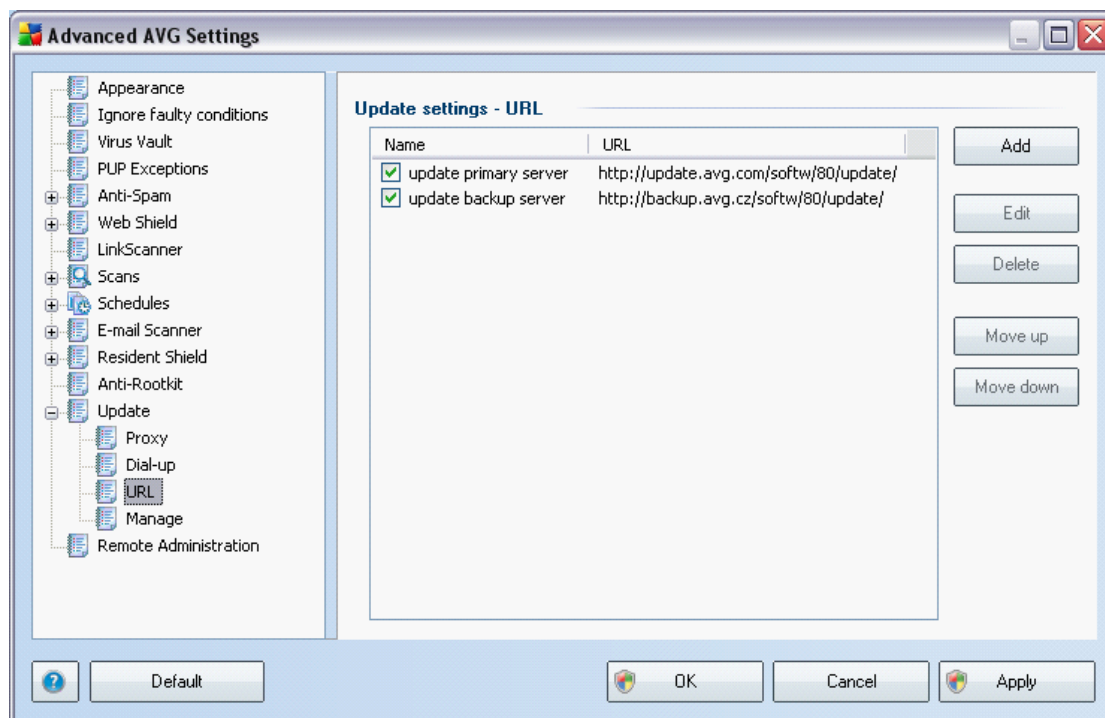 Advanced AVG Settings
Appearance
Ignore faulty conditions
Virus Vault
PUP Exceptions
Anti-Spam
Web Shield
LinkScanner
Scans
Schedules
E-mail Scanner
Resident Shield
Anti-Rootkit
Update
Proxy
Dial-up
URL
Manage
Remote Administration
Update settings - URL
Name URL
update primary server http://update.avg.com/softw/80/update/
update backup server http://backup.avg.cz/softw/80/update/
Add
Edit
Delete
Move up
Move down
? Default OK Cancel Apply